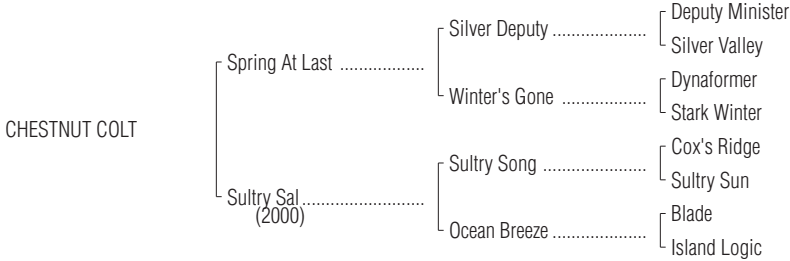 Deputy Minister
Silver Deputy ....................
Silver Valley
Spring At Last ..................
Dynaformer
Winter's Gone ..................
Stark Winter
CHESTNUT COLT
Cox's Ridge
Sultry Song ......................
Sultry Sun
Sultry Sal ..........................
(2000)
Blade
Ocean Breeze ....................
Island Logic